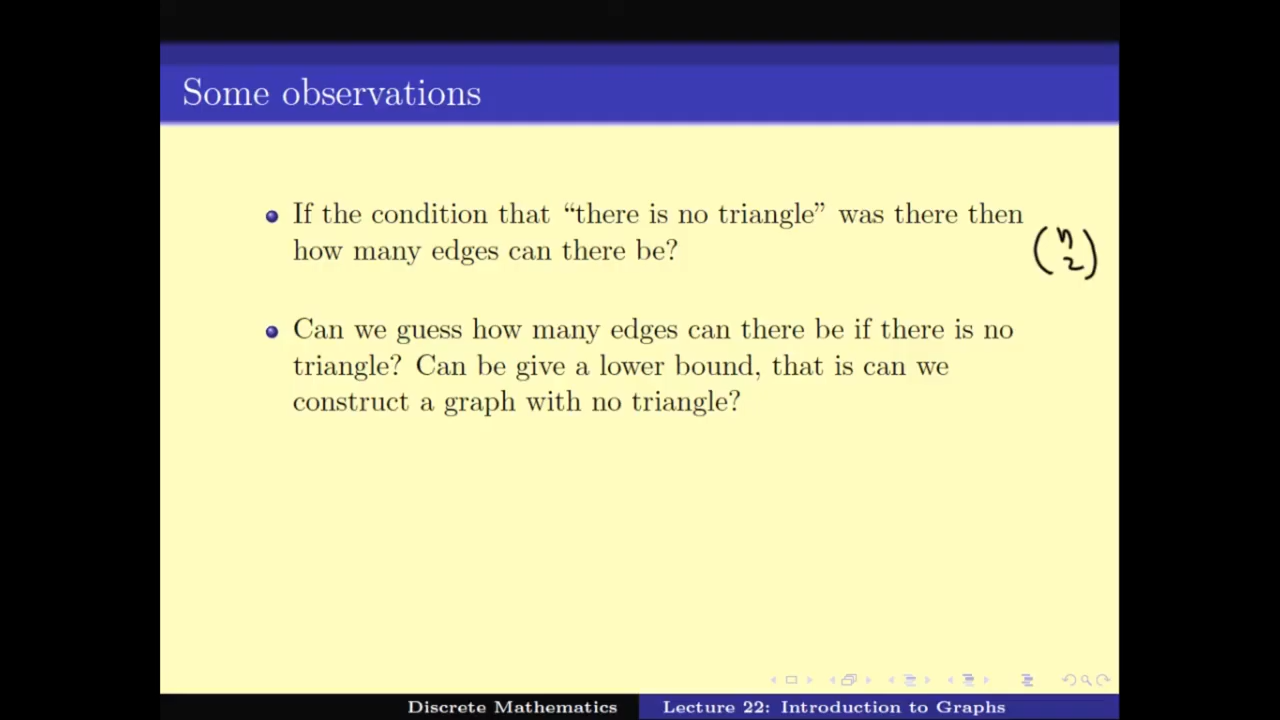 Some observations
If the condition that “there is no triangle” was there then
how many edges can there be?
(n
2)
Can we guess how many edges can there be if there is no
triangle? Can be give a lower bound, that is can we
construct a graph with no triangle?
Discrete Mathematics
Lecture 22: Introduction to Graphs